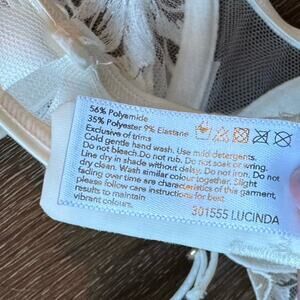 56% Polyamide
35% Polyester 9% Elastane
Exclusive of trims
Cold gentle hand wash. Use mild detergents.
Do not bleach. Do not rub. Do not soak or wring.
Line dry in shade without delay. Do not iron. Do not
dry clean. Wash similar colour together. Slight
fading over time are characteristics of this garment,
please follow care instructions for best
results to maintain
vibrant colours.
301555 LUCINDA